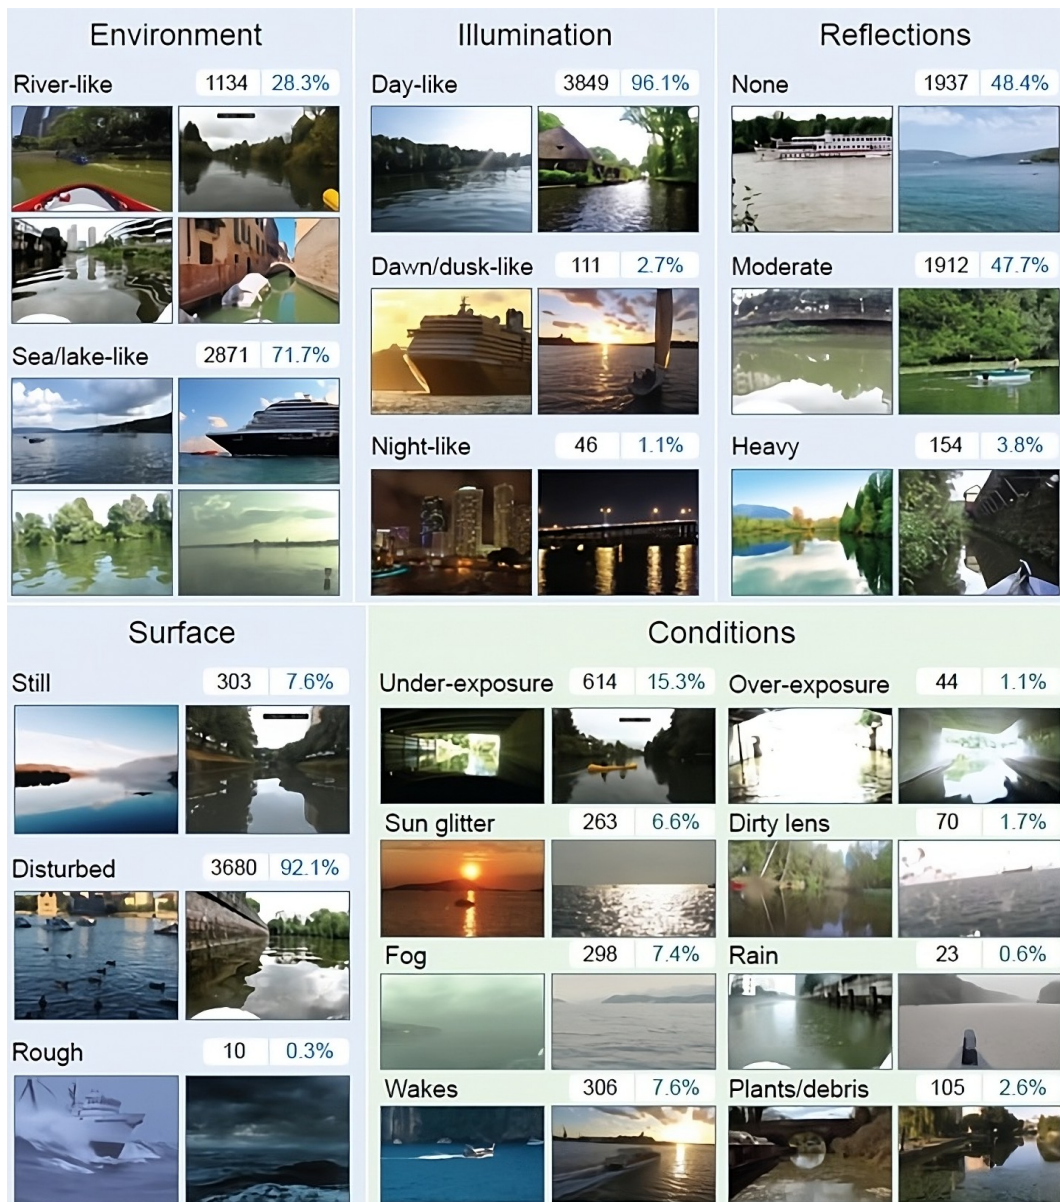 Environment
River-like 1134 28.3%
Sea/lake-like 2871 71.7%
Illumination
Day-like 3849 96.1%
Dawn/dusk-like 111 2.7%
Night-like 46 1.1%
Reflections
None 1937 48.4%
Moderate 1912 47.7%
Heavy 154 3.8%
Surface
Still 303 7.6%
Disturbed 3680 92.1%
Rough 10 0.3%
Conditions
Under-exposure 614 15.3%
Over-exposure 44 1.1%
Sun glitter 263 6.6%
Dirty lens 70 1.7%
Fog 298 7.4%
Rain 23 0.6%
Wakes 306 7.6%
Plants/debris 105 2.6%